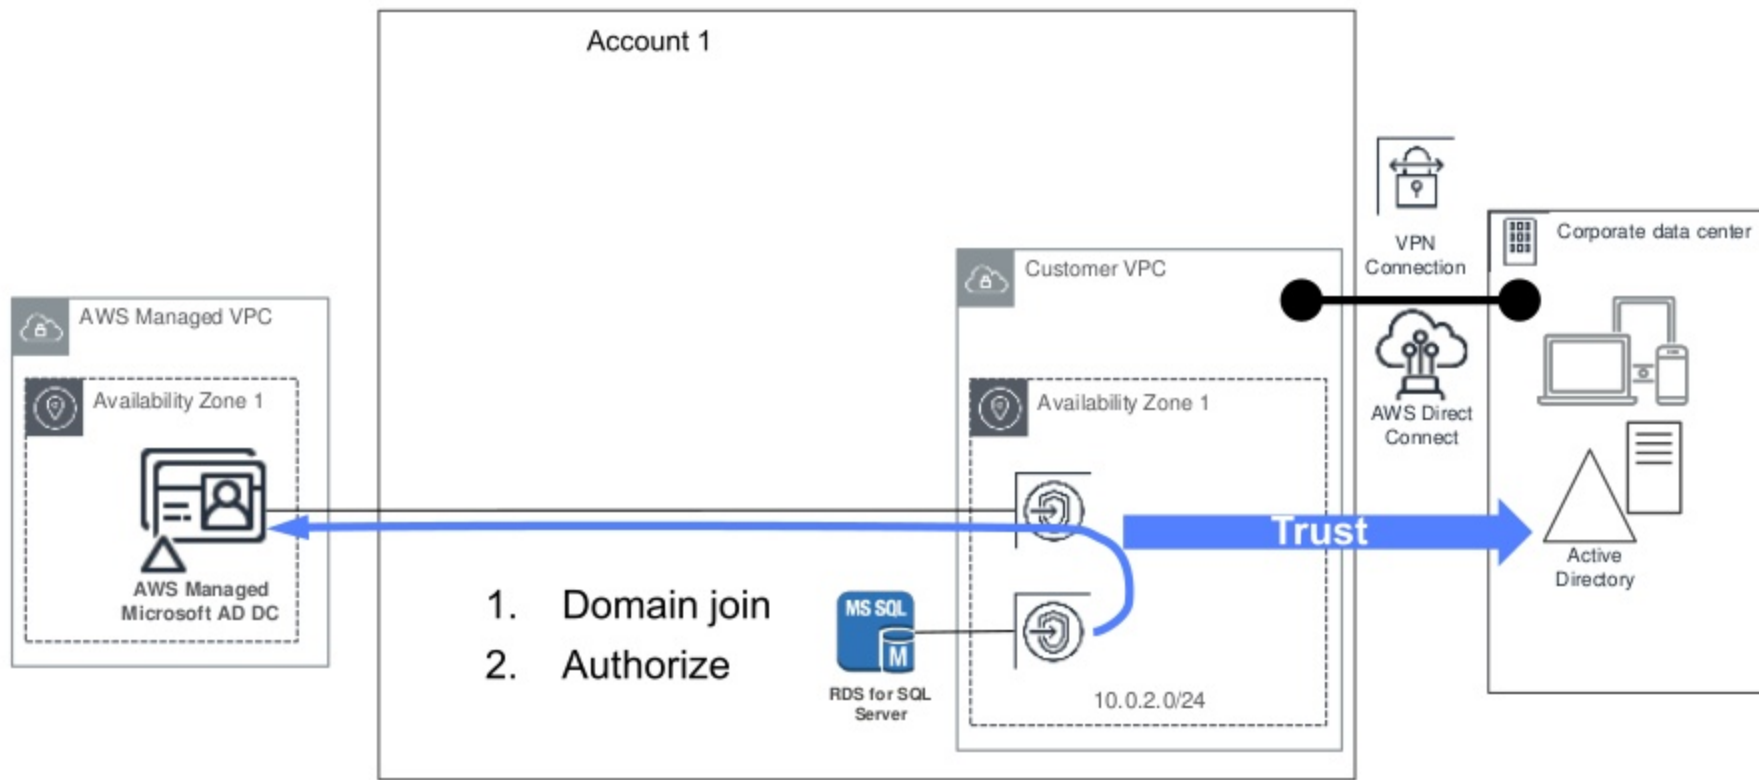 Account 1
AWS Managed VPC
Availability Zone 1
AWS Managed
Microsoft AD DC
1. Domain join
2. Authorize
MS SQL
M
RDS for SQL
Server
Customer VPC
Availability Zone 1
10.0.2.0/24
Trust
VPN
Connection
AWS Direct
Connect
Corporate data center
Active
Directory